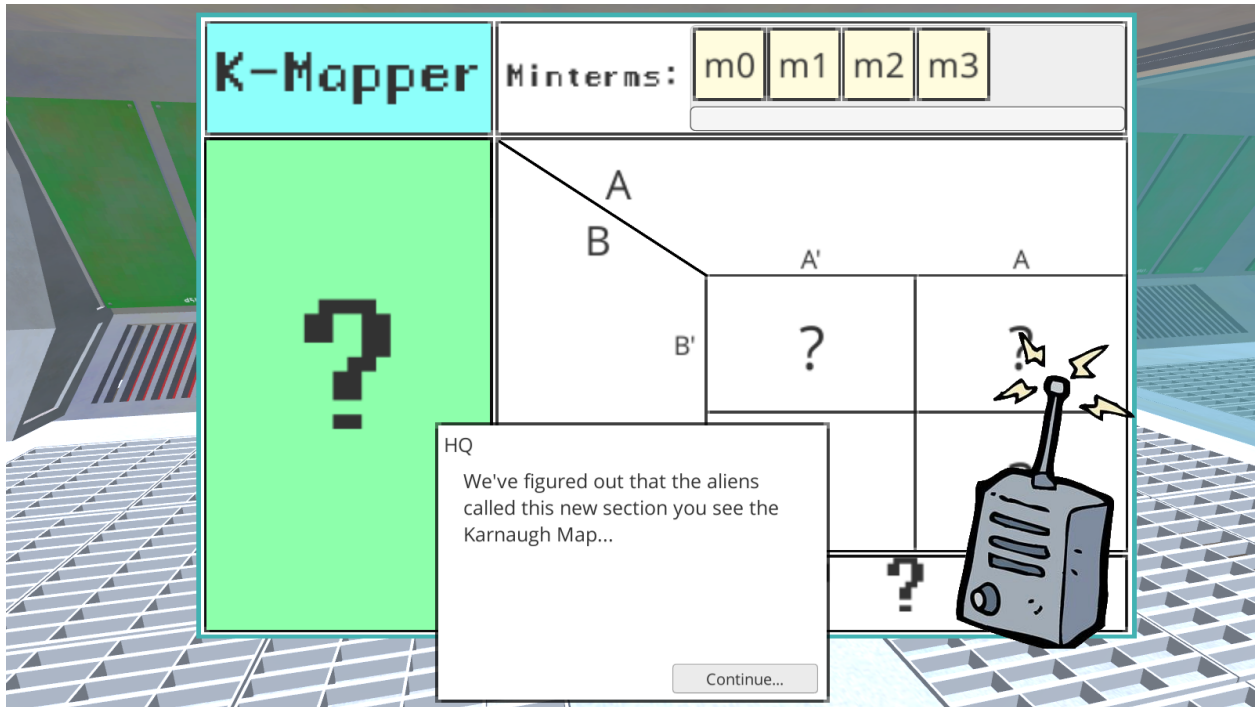 K-Mapper
Minterms:
m0 m1 m2 m3
A
B
A' A
B'
? ? ?
HQ
We've figured out that the aliens
called this new section you see the
Karnaugh Map...
?
Continue...